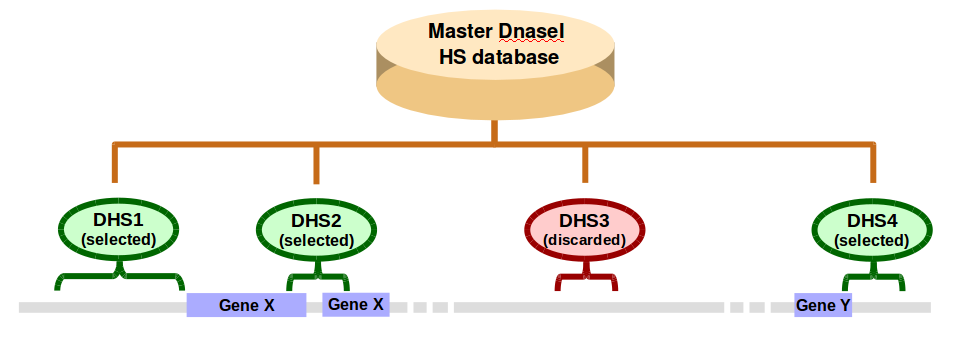 Master DnaseI
HS database
DHS1
(selected)
DHS2
(selected)
DHS3
(discarded)
DHS4
(selected)
Gene X
Gene X
Gene Y